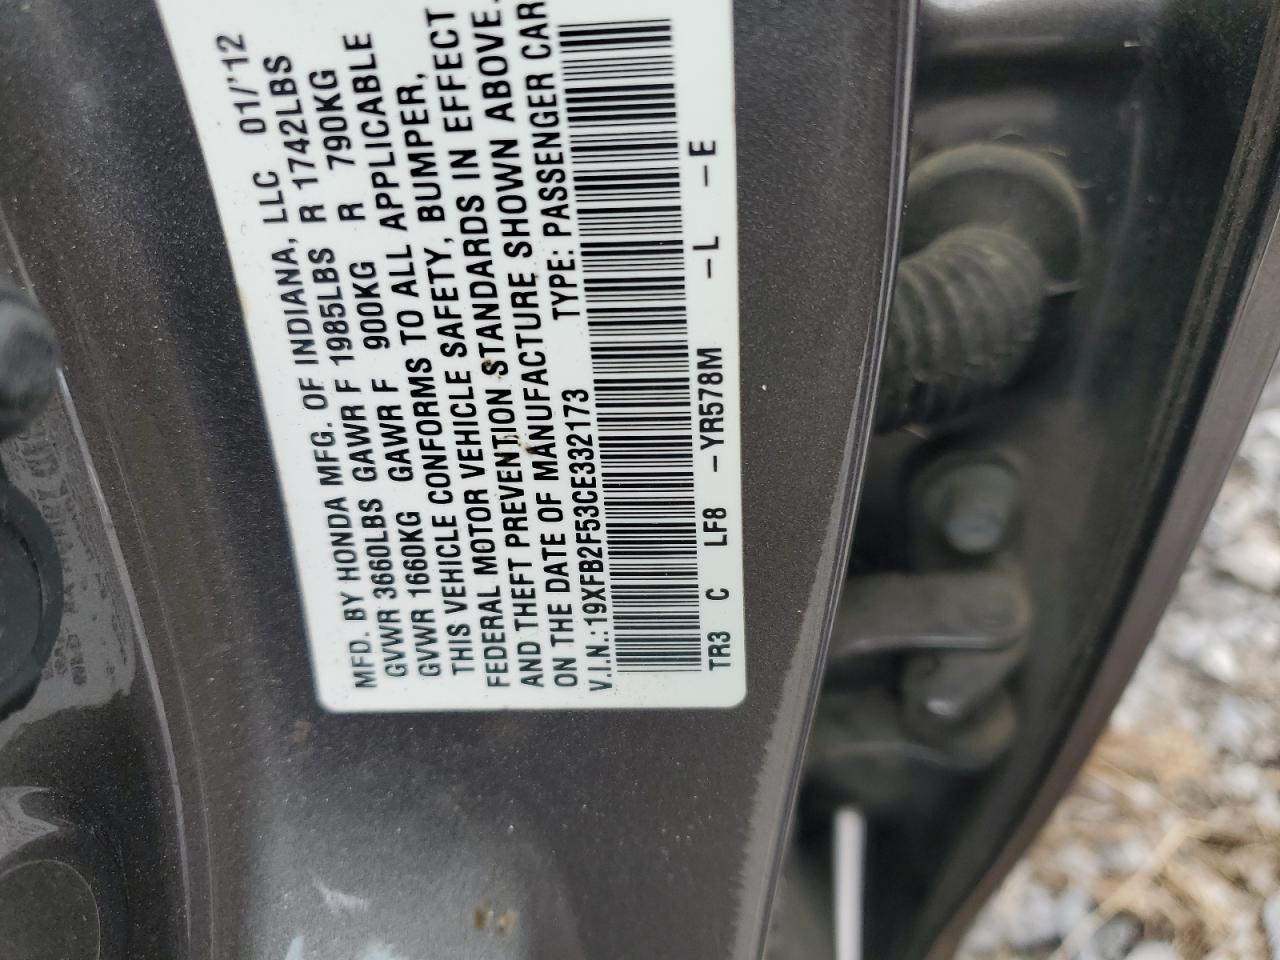 MFD. BY HONDA MFG. OF INDIANA, LLC 01/'12
GVWR 3660LBS GAWR F 1985LBS R 1742LBS
GVWR 1660KG GAWR F 900KG R 790KG
THIS VEHICLE CONFORMS TO ALL APPLICABLE
FEDERAL MOTOR VEHICLE SAFETY, BUMPER,
AND THEFT PREVENTION STANDARDS IN EFFECT
ON THE DATE OF MANUFACTURE SHOWN ABOVE.
V.I.N.:19XFB2F53CE332173 TYPE: PASSENGER CAR
TR3 C LF8 -YR578M -L -E